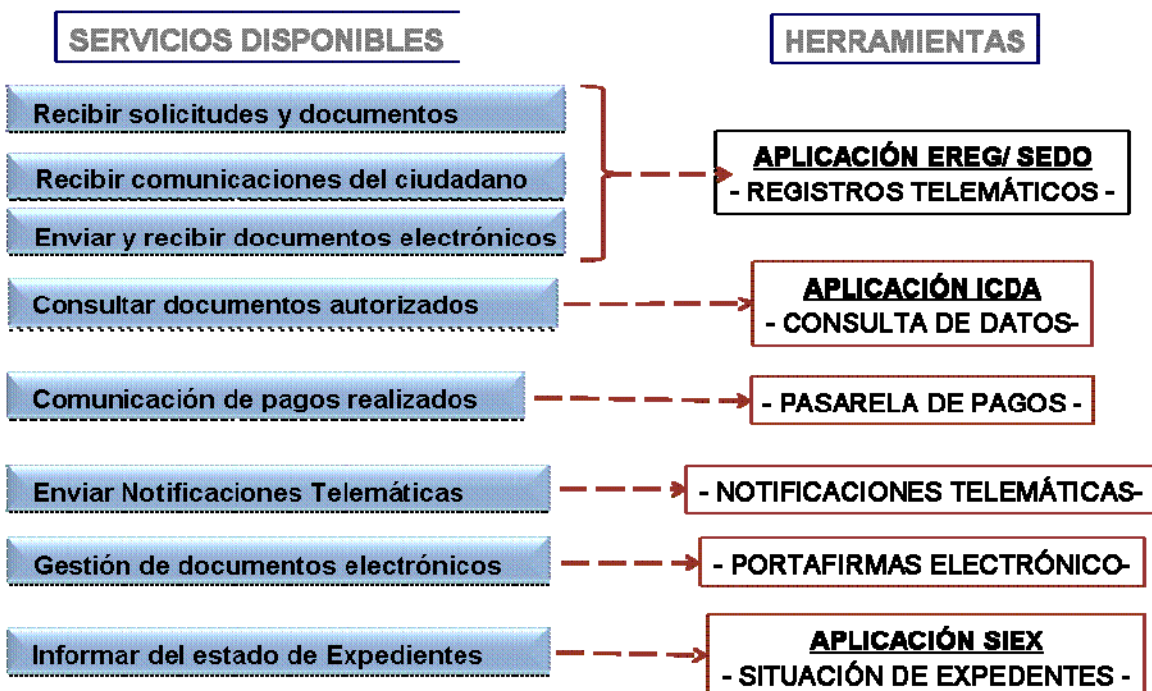 SERVICIOS DISPONIBLES
HERRAMIENTAS
Recibir solicitudes y documentos
Recibir comunicaciones del ciudadano
Enviar y recibir documentos electrónicos
APLICACIÓN EREG/ SEDO
- REGISTROS TELEMÁTICOS -
Consultar documentos autorizados
APLICACIÓN ICDA
- CONSULTA DE DATOS-
Comunicación de pagos realizados
- PASARELA DE PAGOS -
Enviar Notificaciones Telemáticas
- NOTIFICACIONES TELEMÁTICAS-
Gestión de documentos electrónicos
- PORTAFIRMAS ELECTRÓNICO-
Informar del estado de Expedientes
APLICACIÓN SIEX
- SITUACIÓN DE EXPEDENTES -